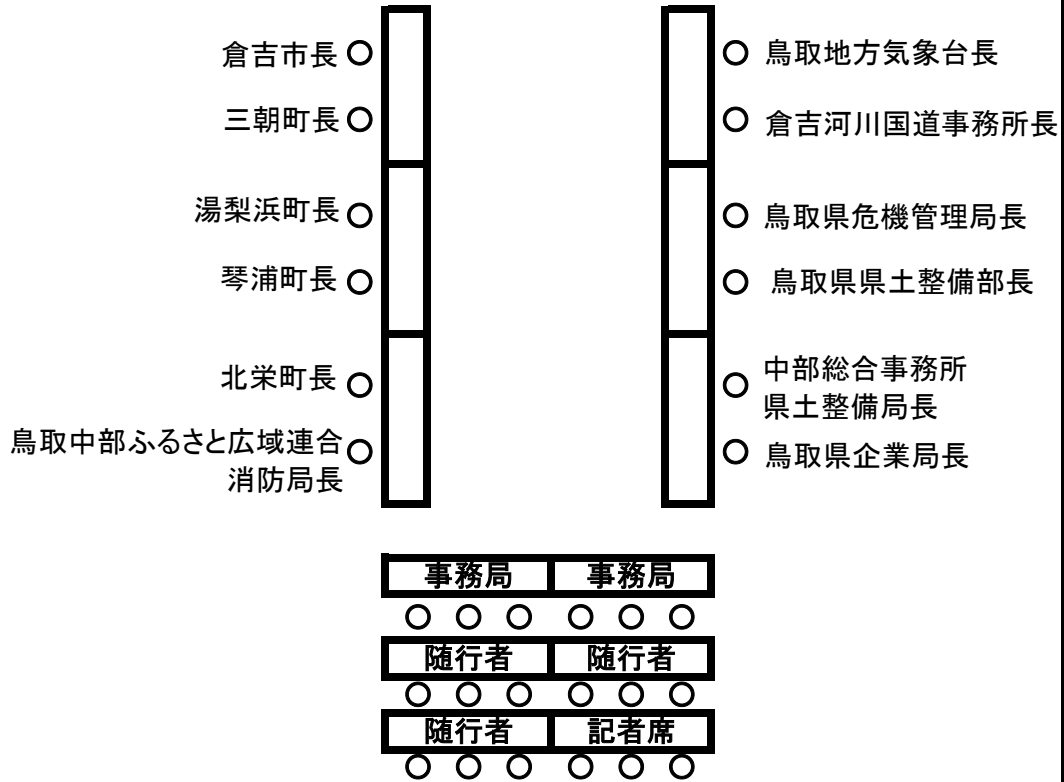 倉吉市長
三朝町長
湯梨浜町長
琴浦町長
北栄町長
鳥取中部ふるさと広域連合
消防局長
鳥取地方気象台長
倉吉河川国道事務所長
鳥取県危機管理局長
鳥取県県土整備部長
中部総合事務所
県土整備局長
鳥取県企業局長
事務局 事務局
随行者 随行者
随行者 記者席